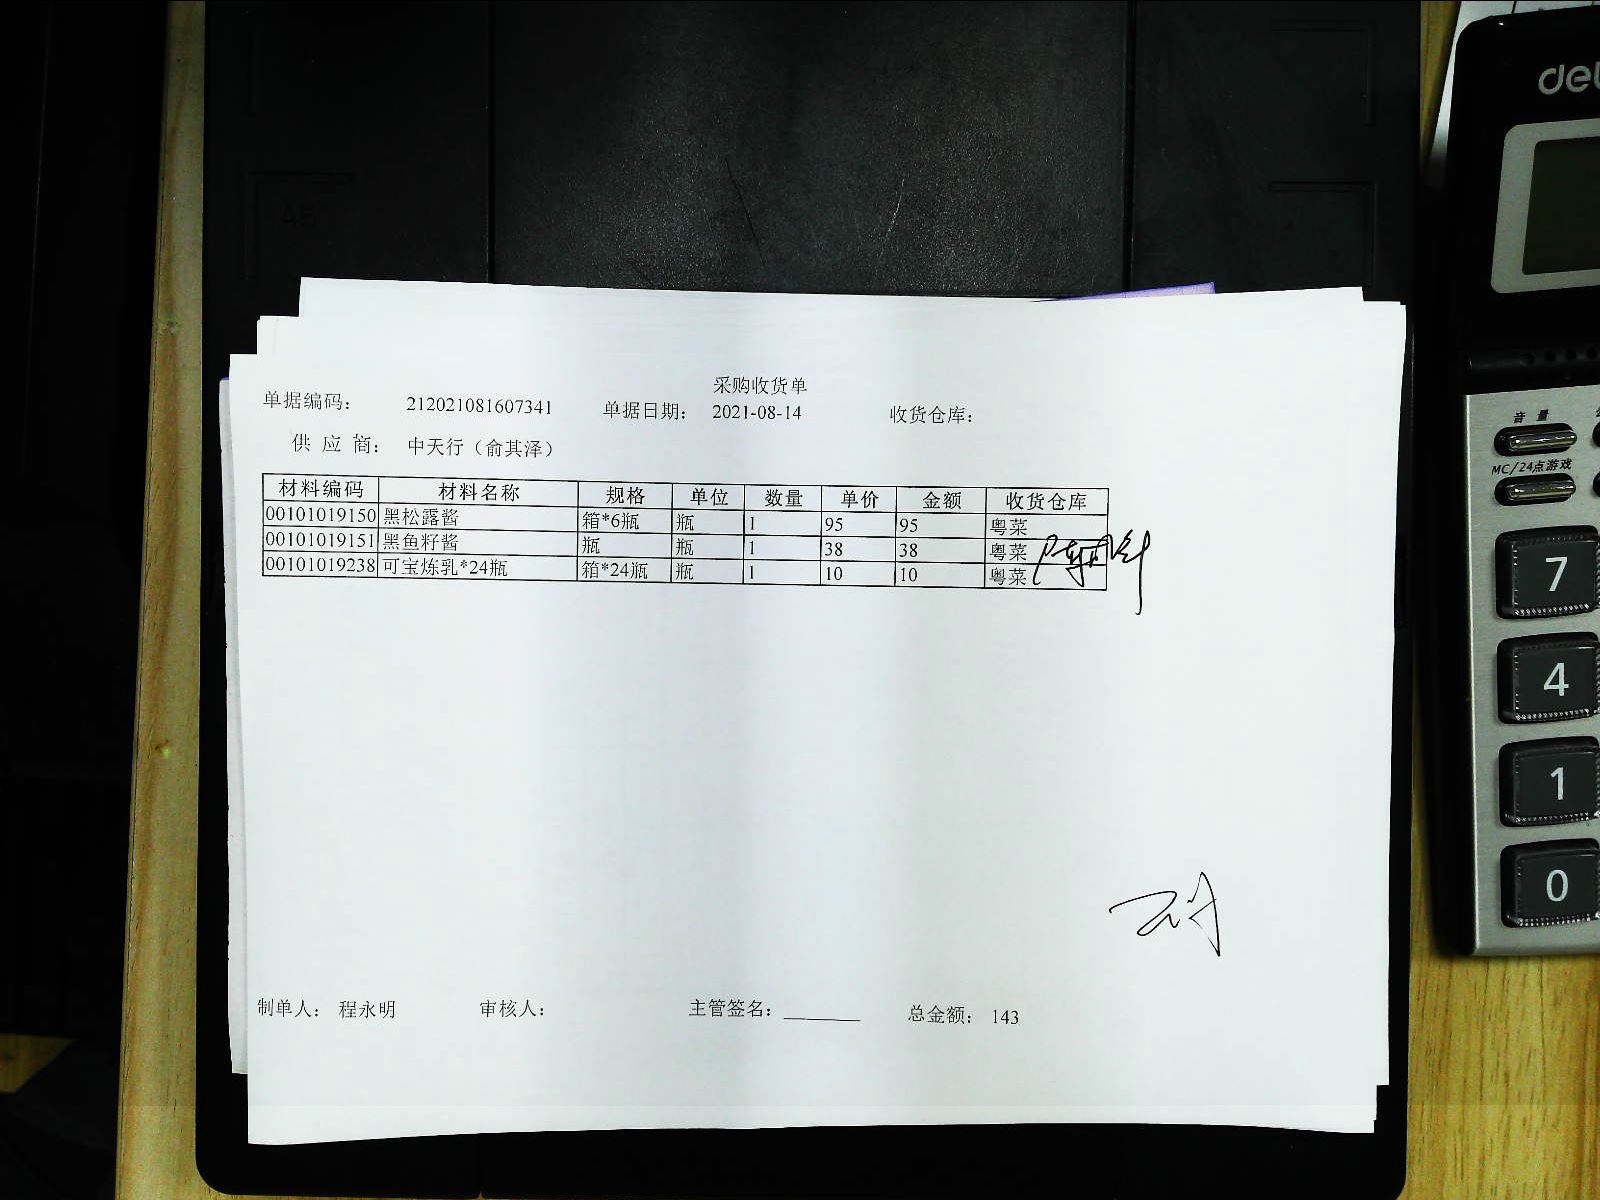 采购收货单
单据编码： 212021081607341 单据日期： 2021-08-14 收货仓库：
供 应 商： 中天行（俞其泽）
材料编码 材料名称 规格 单位 数量 单价 金额 收货仓库
00101019150 黑松露酱 箱*6瓶 瓶 1 95 95 粤菜
00101019151 黑鱼籽酱 瓶 瓶 1 38 38 粤菜
00101019238 可宝炼乳*24瓶 箱*24瓶 瓶 1 10 10 粤菜
制单人： 程永明 审核人： 主管签名： 总金额： 143
音量
MC/24点游戏
7
4
1
0